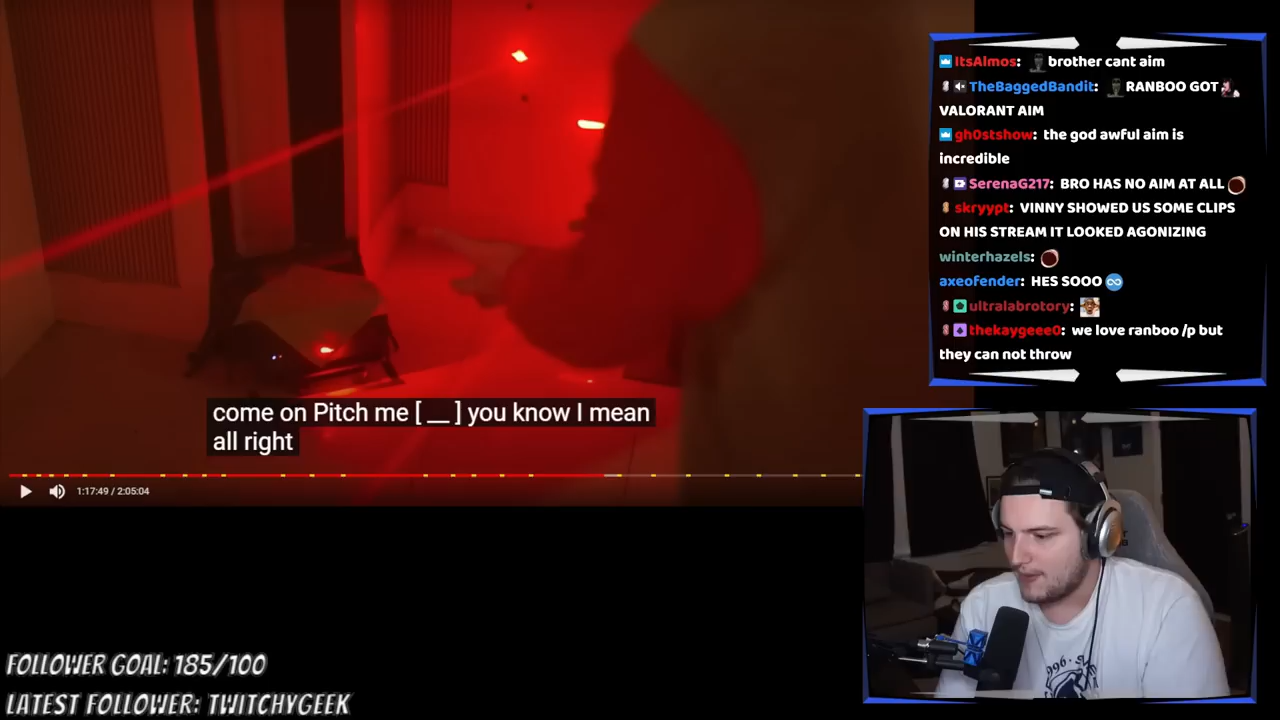 ItsAlmos: brother cant aim
TheBaggedBandit: RANBOO GOT
VALORANT AIM
gh0stshow: the god awful aim is
incredible
SerenaG217: BRO HAS NO AIM AT ALL
skryypt: VINNY SHOWED US SOME CLIPS
ON HIS STREAM IT LOOKED AGONIZING
winterhazels:
axeofender: HES SOOO
ultralabrotory:
thekaygeee0: we love ranboo /p but
they can not throw
come on Pitch me [ __ ] you know I mean
all right
1:17:49 / 2:05:04
FOLLOWER GOAL: 185/100
LATEST FOLLOWER: TWITCHYGEEK